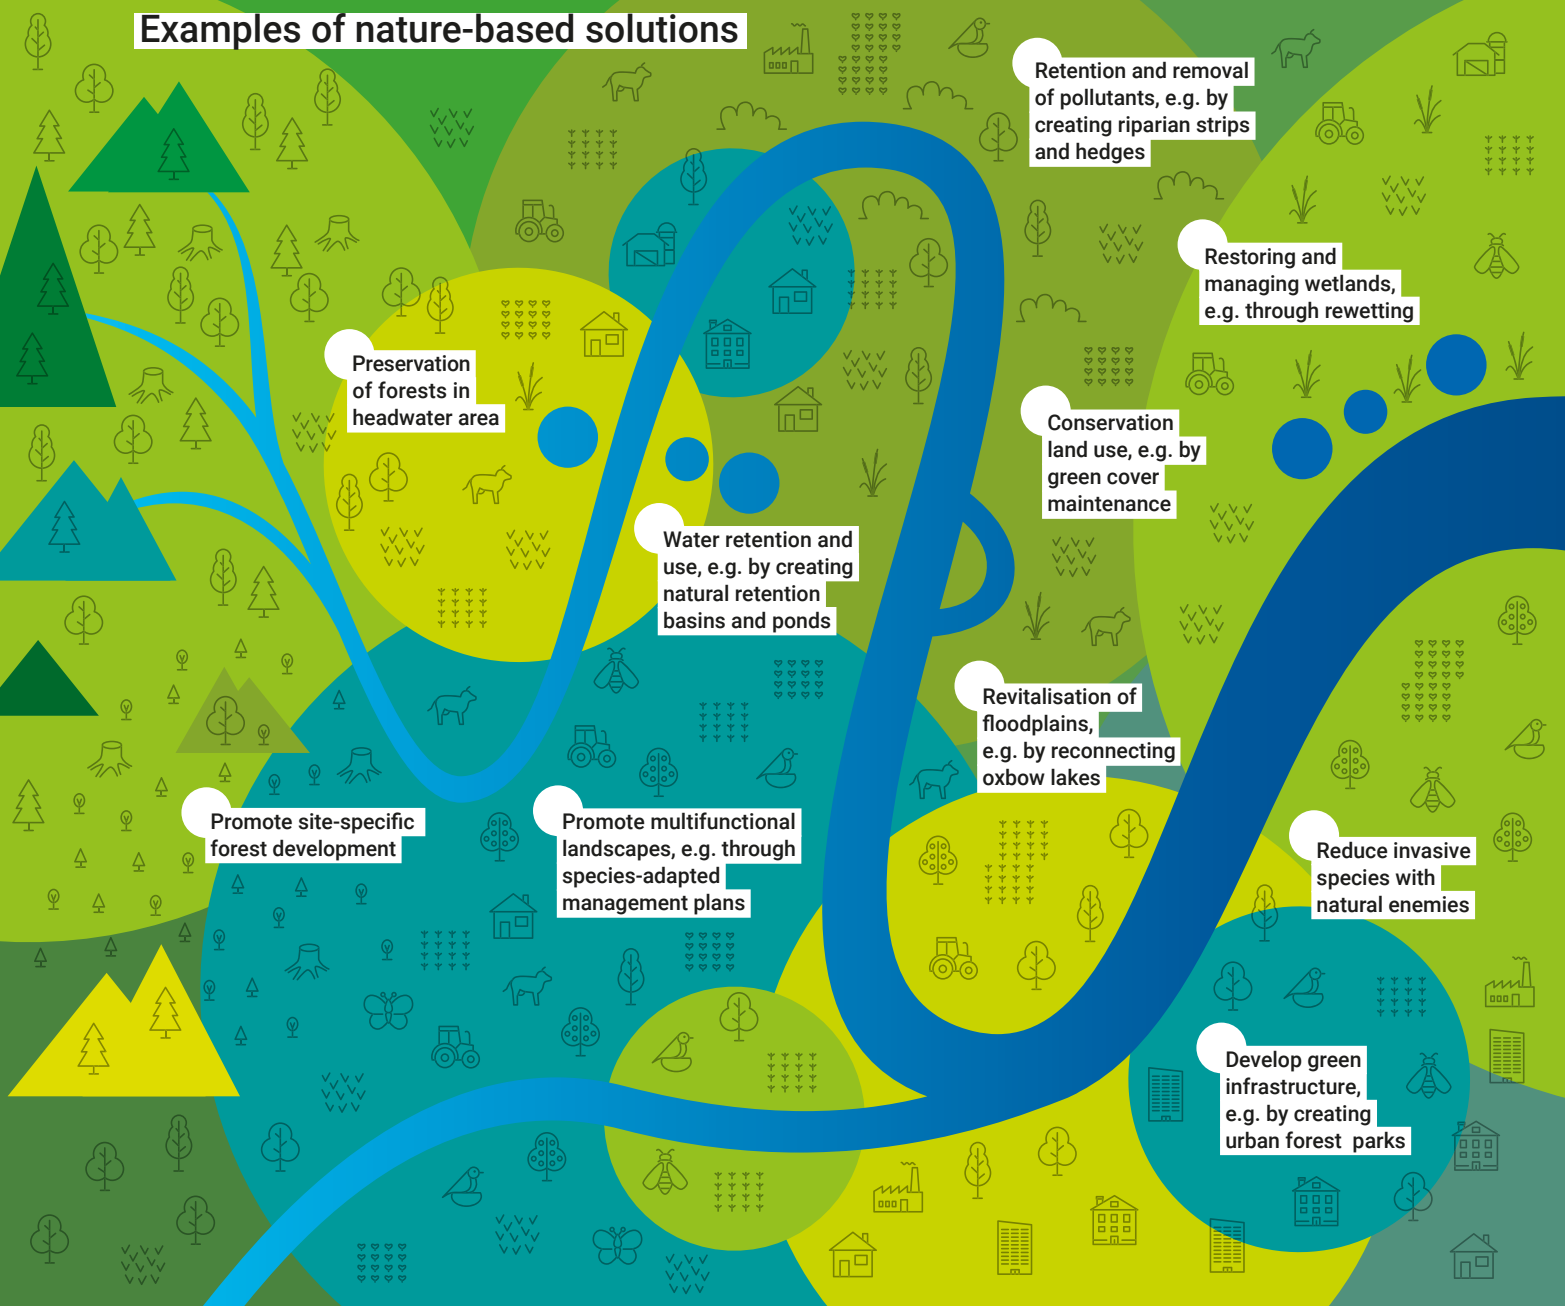 Examples of nature-based solutions
Retention and removal
of pollutants, e.g. by
creating riparian strips
and hedges
Restoring and
managing wetlands,
e.g. through rewetting
Preservation
of forests in
headwater area
Conservation
land use, e.g. by
green cover
maintenance
Water retention and
use, e.g. by creating
natural retention
basins and ponds
Revitalisation of
floodplains,
e.g. by reconnecting
oxbow lakes
Promote site-specific
forest development
Promote multifunctional
landscapes, e.g. through
species-adapted
management plans
Reduce invasive
species with
natural enemies
Develop green
infrastructure,
e.g. by creating
urban forest parks